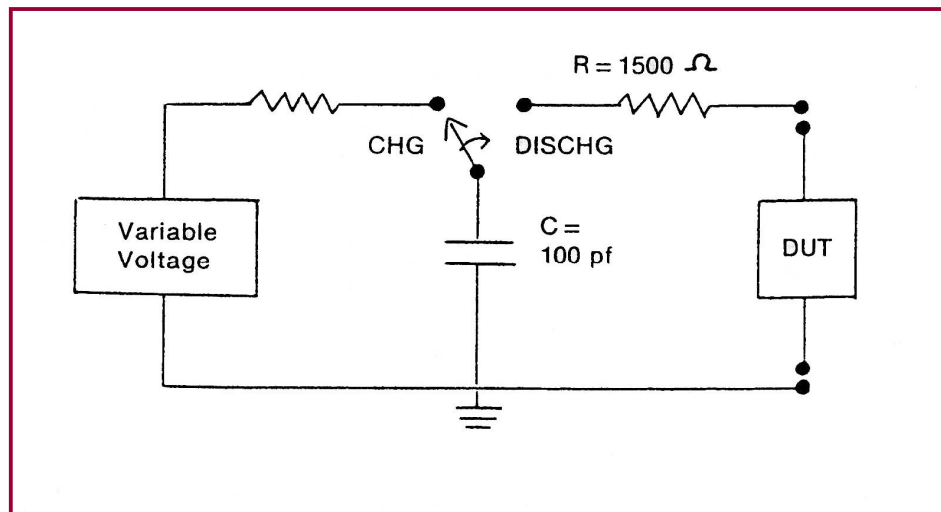 R = 1500 Ω
CHG
DISCHG
Variable
Voltage
C =
100 pf
DUT